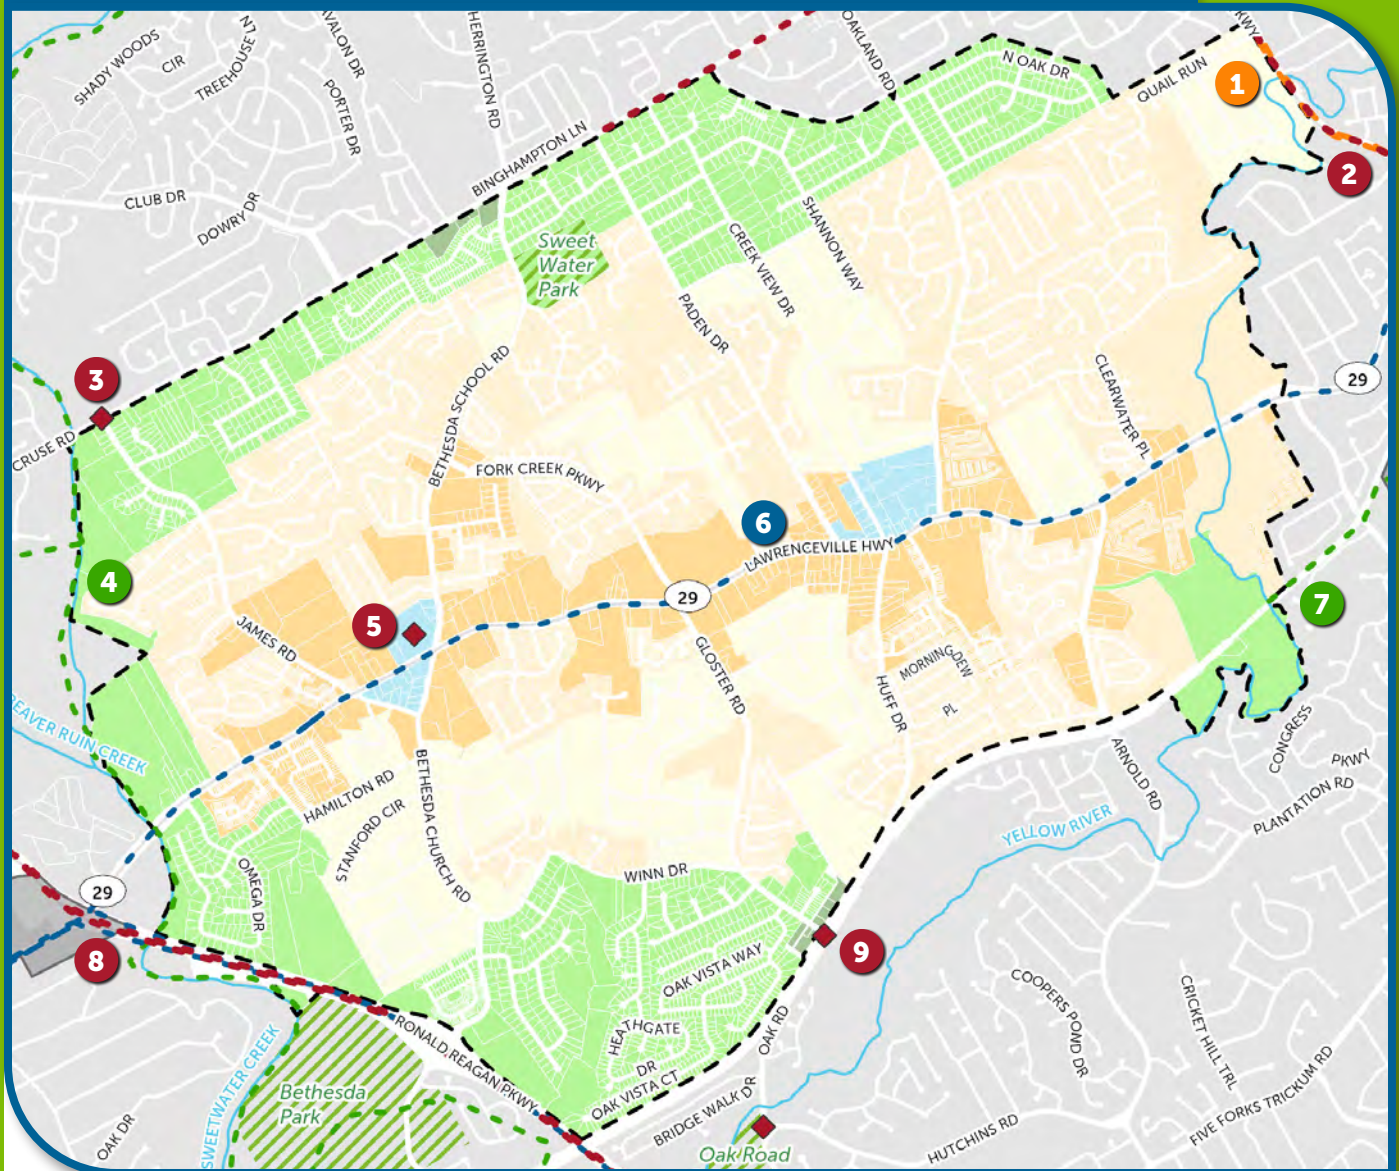 SHADY WOODS
CIR
TREEHOUSE LN
AVALON DR
PORTER DR
HERRINGTON RD
OAKLAND RD
N OAK DR
QUAIL RUN
KWY
1
2
BINGHAMPTON LN
CLUB DR
DOWRY DR
Sweet
Water
Park
CREEK VIEW DR
SHANNON WAY
PADEN DR
3
CRUSE RD
BETHESDA SCHOOL RD
CLEARWATER PL
29
FORK CREEK PKWY
6
LAWRENCEVILLE HWY
4
29
7
5
JAMES RD
GLOSTER RD
MORNING DEW
PL
HUFF DR
EAVER RUIN CREEK
BETHESDA CHURCH RD
HAMILTON RD
STANFORD CIR
ARNOLD RD
CONGRESS
PKWY
PLANTATION RD
YELLOW RIVER
OMEGA DR
WINN DR
29
8
9
OAK VISTA WAY
COOPERS POND DR
CRICKET HILL TRL
HEATHGATE
DR
OAK RD
RONALD REAGAN PKWY
OAK VISTA CT
BRIDGE WALK DR
Bethesda
Park
SWEETWATER CREEK
OAK DR
Oak Road
HUTCHINS RD
FIVE FORKS TRICKUM RD